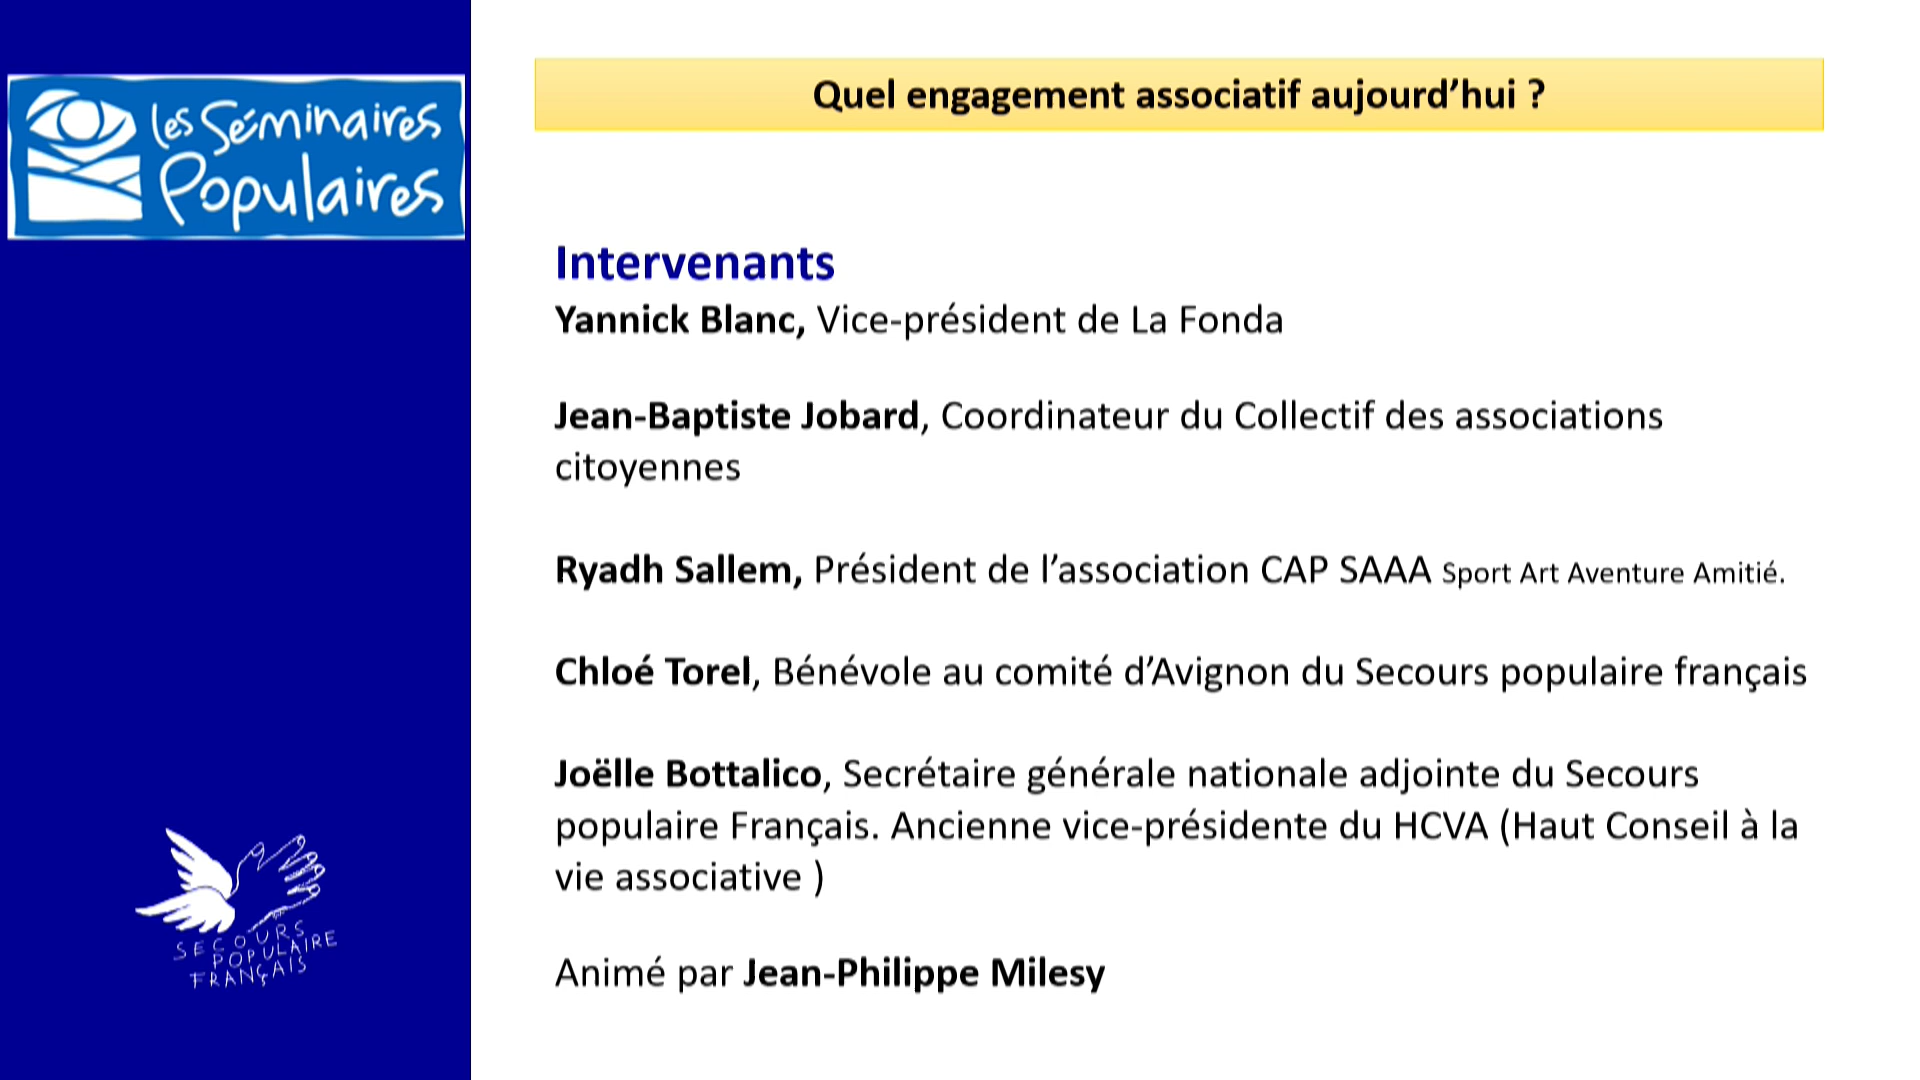 les Séminaires
Populaires
Quel engagement associatif aujourd’hui ?
Intervenants
Yannick Blanc, Vice-président de La Fonda
Jean-Baptiste Jobard, Coordinateur du Collectif des associations
citoyennes
Ryadh Sallem, Président de l’association CAP SAAA Sport Art Aventure Amitié.
Chloé Torel, Bénévole au comité d’Avignon du Secours populaire français
Joëlle Bottalico, Secrétaire générale nationale adjointe du Secours
populaire Français. Ancienne vice-présidente du HCVA (Haut Conseil à la
vie associative )
Animé par Jean-Philippe Milesy
SECOURS
POPULAIRE
FRANÇAIS